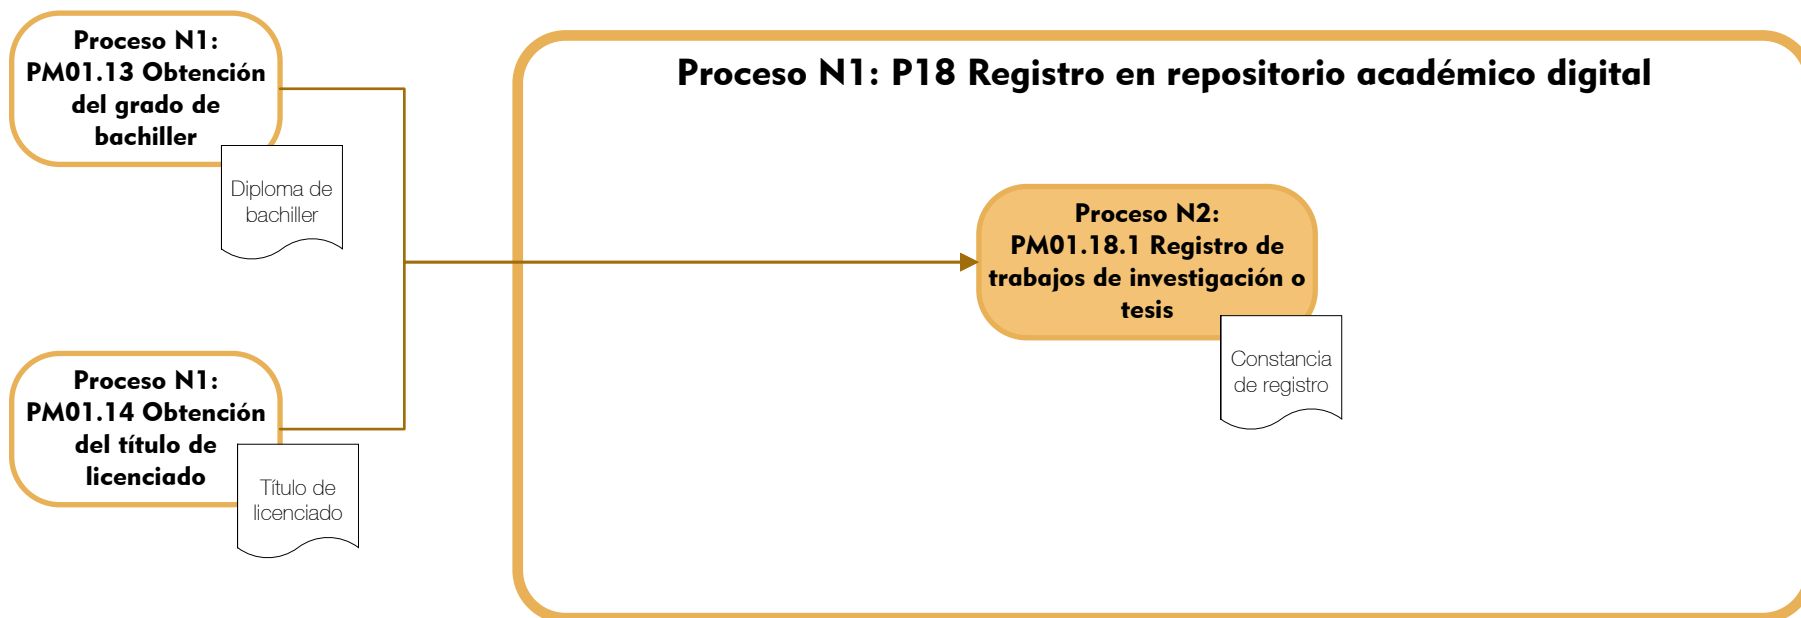 Proceso N1:
PM01.13 Obtención
del grado de
bachiller
Diploma de
bachiller
Proceso N1:
PM01.14 Obtención
del título de
licenciado
Título de
licenciado
Proceso N1: P18 Registro en repositorio académico digital
Proceso N2:
PM01.18.1 Registro de
trabajos de investigación o
tesis
Constancia
de registro